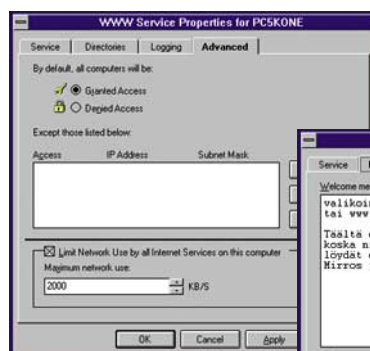 WWW Service Properties for PC5KONE
Service Directories Logging Advanced
By default, all computers will be:
Granted Access
Denied Access
Except those listed below:
Access IP Address Subnet Mask
Limit Network Use by all Internet Services on this computer
Maximum network use:
2000 KB/S
OK Cancel Apply
Service
Welcome me
valikoi
tai www
Täältä
koska n
löydät
Mirros